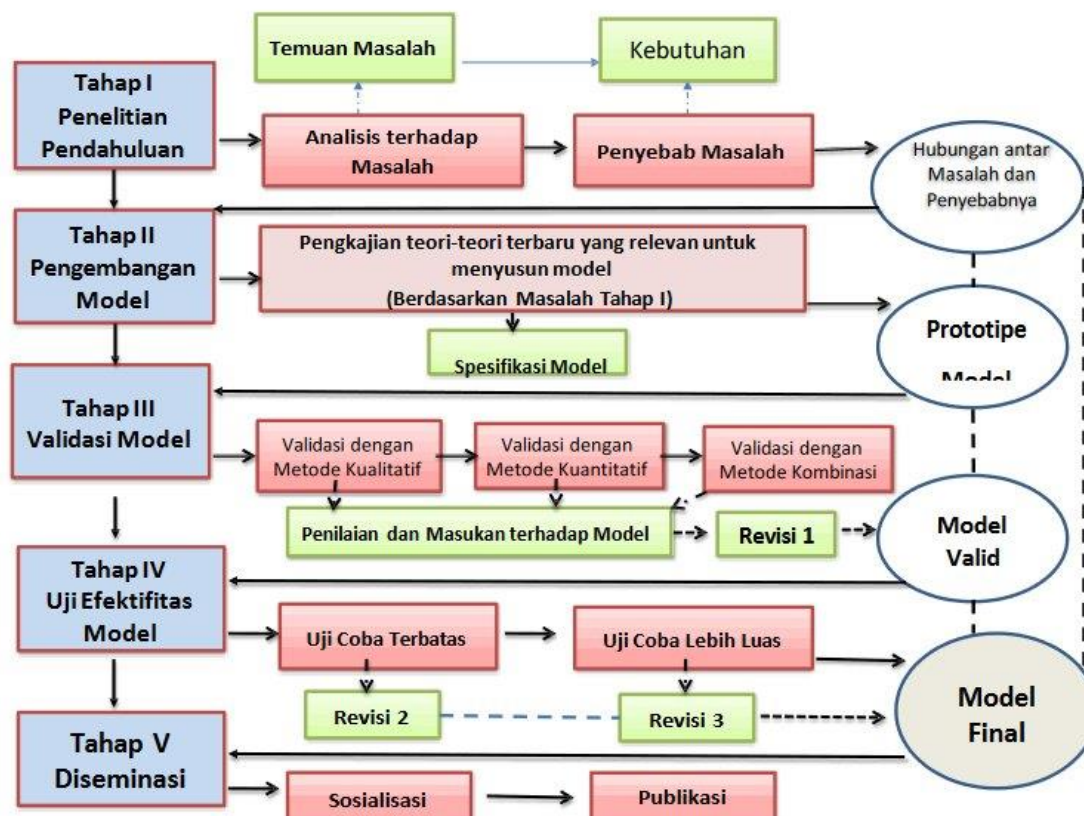 Temuan Masalah
Kebutuhan
Tahap I
Penelitian
Pendahuluan
Analisis terhadap
Masalah
Penyebab Masalah
Hubungan antar
Masalah dan
Penyebabnya
Tahap II
Pengembangan
Model
Pengkajian teori-teori terbaru yang relevan untuk
menyusun model
(Berdasarkan Masalah Tahap I)
Spesifikasi Model
Prototipe
Model
Tahap III
Validasi Model
Validasi dengan
Metode Kualitatif
Validasi dengan
Metode Kuantitatif
Validasi dengan
Metode Kombinasi
Penilaian dan Masukan terhadap Model
Revisi 1
Model
Valid
Tahap IV
Uji Efektifitas
Model
Uji Coba Terbatas
Uji Coba Lebih Luas
Revisi 2
Revisi 3
Model
Final
Tahap V
Diseminasi
Sosialisasi
Publikasi